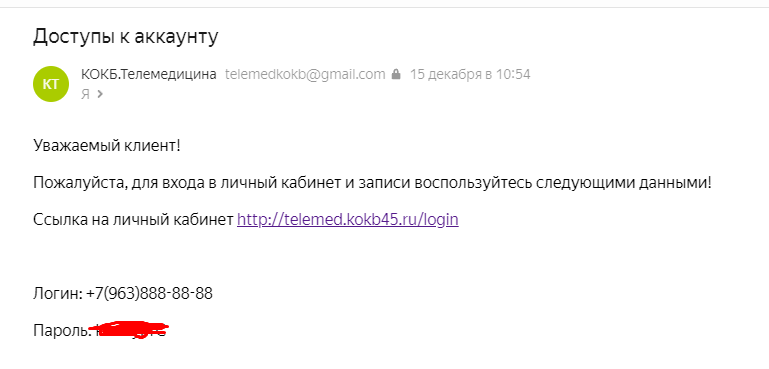 Доступы к аккаунту
КОКБ.Телемедицина telemedkokb@gmail.com 15 декабря в 10:54
КТ
Я >
Уважаемый клиент!
Пожалуйста, для входа в личный кабинет и записи воспользуйтесь следующими данными!
Ссылка на личный кабинет http://telemed.kokb45.ru/login
Логин: +7(963)888-88-88
Пароль: